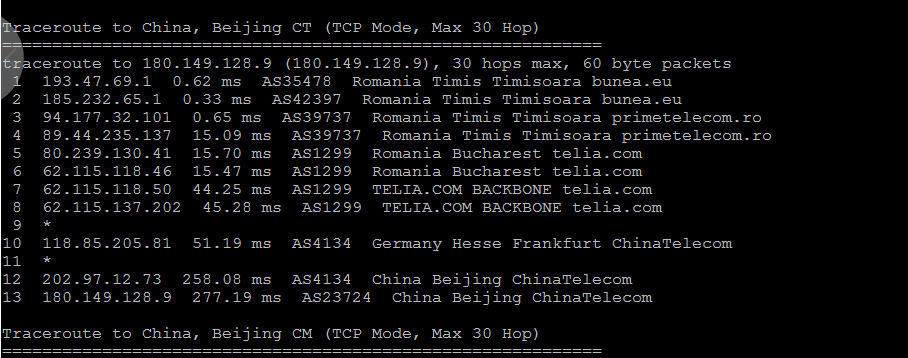 Traceroute to China, Beijing CT (TCP Mode, Max 30 Hop)
============================================================
traceroute to 180.149.128.9 (180.149.128.9), 30 hops max, 60 byte packets
1 193.47.69.1 0.62 ms AS35478 Romania Timis Timisoara bunea.eu
2 185.232.65.1 0.33 ms AS42397 Romania Timis Timisoara bunea.eu
3 94.177.32.101 0.65 ms AS39737 Romania Timis Timisoara primetelecom.ro
4 89.44.235.137 15.09 ms AS39737 Romania Timis Timisoara primetelecom.ro
5 80.239.130.41 15.70 ms AS1299 Romania Bucharest telia.com
6 62.115.118.46 15.47 ms AS1299 Romania Bucharest telia.com
7 62.115.118.50 44.25 ms AS1299 TELIA.COM BACKBONE telia.com
8 62.115.137.202 45.28 ms AS1299 TELIA.COM BACKBONE telia.com
9 *
10 118.85.205.81 51.19 ms AS4134 Germany Hesse Frankfurt ChinaTelecom
11 *
12 202.97.12.73 258.08 ms AS4134 China Beijing ChinaTelecom
13 180.149.128.9 277.19 ms AS23724 China Beijing ChinaTelecom
Traceroute to China, Beijing CM (TCP Mode, Max 30 Hop)
============================================================